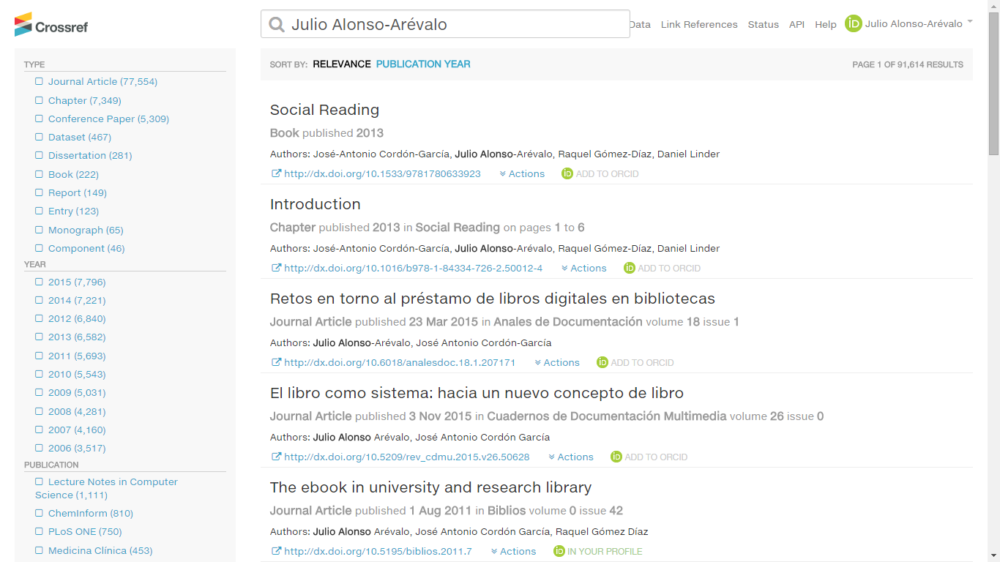 Crossref
Julio Alonso-Arévalo
Data Link References Status API Help iD Julio Alonso-Arévalo
TYPE
Journal Article (77,554)
Chapter (7,349)
Conference Paper (5,309)
Dataset (467)
Dissertation (281)
Book (222)
Report (149)
Entry (123)
Monograph (65)
Component (46)
YEAR
2015 (7,796)
2014 (7,221)
2012 (6,840)
2013 (6,582)
2011 (5,693)
2010 (5,543)
2009 (5,031)
2008 (4,281)
2007 (4,160)
2006 (3,517)
PUBLICATION
Lecture Notes in Computer
Science (1,111)
ChemInform (810)
PLoS ONE (750)
Medicina Clínica (453)
SORT BY: RELEVANCE PUBLICATION YEAR PAGE 1 OF 91,614 RESULTS
Social Reading
Book published 2013
Authors: José-Antonio Cordón-García, Julio Alonso-Arévalo, Raquel Gómez-Díaz, Daniel Linder
http://dx.doi.org/10.1533/9781780633923 Actions iD ADD TO ORCID
Introduction
Chapter published 2013 in Social Reading on pages 1 to 6
Authors: José-Antonio Cordón-García, Julio Alonso-Arévalo, Raquel Gómez-Díaz, Daniel Linder
http://dx.doi.org/10.1016/b978-1-84334-726-2.50012-4 Actions iD ADD TO ORCID
Retos en torno al préstamo de libros digitales en bibliotecas
Journal Article published 23 Mar 2015 in Anales de Documentación volume 18 issue 1
Authors: Julio Alonso-Arévalo, José Antonio Cordón-García
http://dx.doi.org/10.6018/analesdoc.18.1.207171 Actions iD ADD TO ORCID
El libro como sistema: hacia un nuevo concepto de libro
Journal Article published 3 Nov 2015 in Cuadernos de Documentación Multimedia volume 26 issue 0
Authors: Julio Alonso Arévalo, José Antonio Cordón García
http://dx.doi.org/10.5209/rev_cdmu.2015.v26.50628 Actions iD ADD TO ORCID
The ebook in university and research library
Journal Article published 1 Aug 2011 in Biblios volume 0 issue 42
Authors: Julio Alonso Arévalo, José Antonio Cordón García, Raquel Gómez Díaz
http://dx.doi.org/10.5195/biblios.2011.7 Actions iD IN YOUR PROFILE